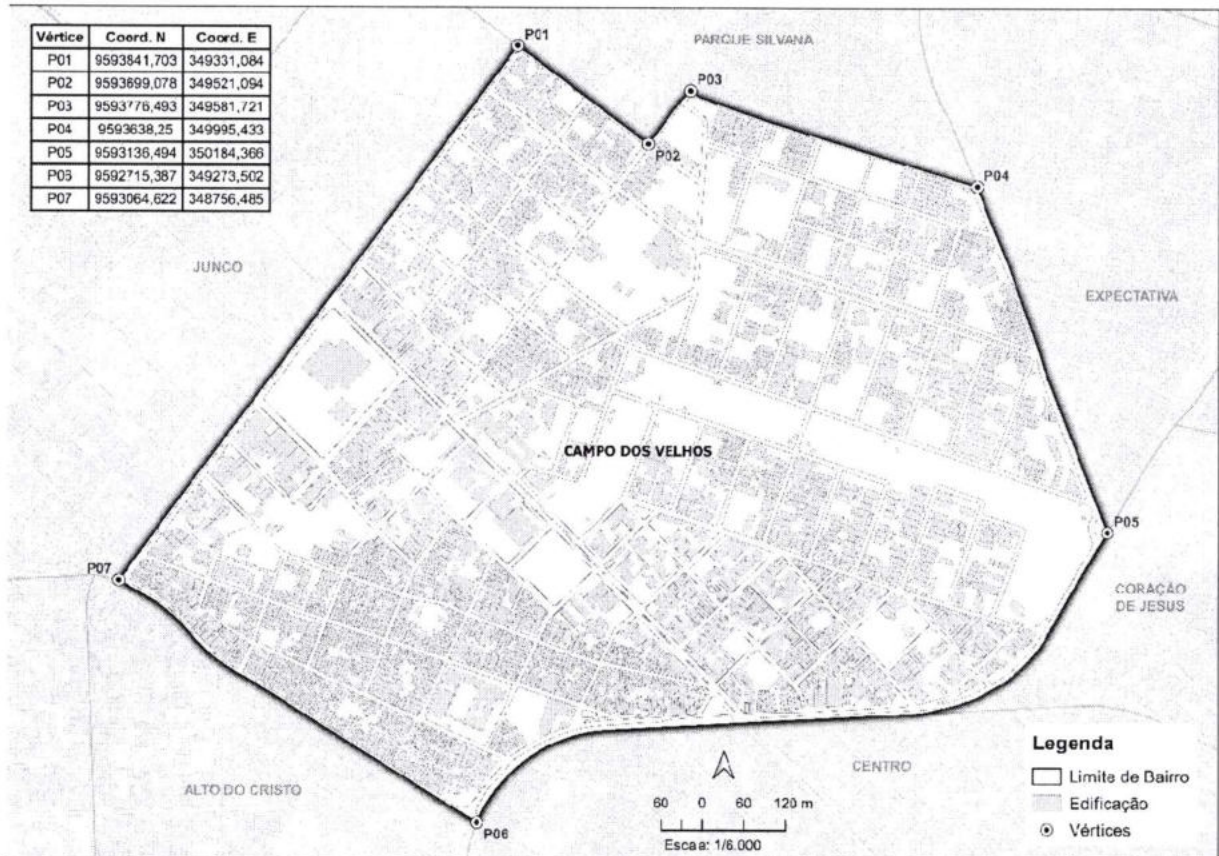 Vértice Coord. N Coord. E
P01 9593841,703 349331,084
P02 9593699,078 349521,094
P03 9593776,493 349581,721
P04 9593638,25 349995,433
P05 9593136,494 350184,366
P06 9592715,387 349273,502
P07 9593064,622 348756,485
P01
PARQUE SILVANA
P03
P02
P04
JUNCO
EXPECTATIVA
CAMPO DOS VELHOS
P05
P07
CORAÇÃO
DE JESUS
ALTO DO CRISTO
P06
CENTRO
60 0 60 120 m
Escala: 1/6.000
Legenda
Limite de Bairro
Edificação
Vértices